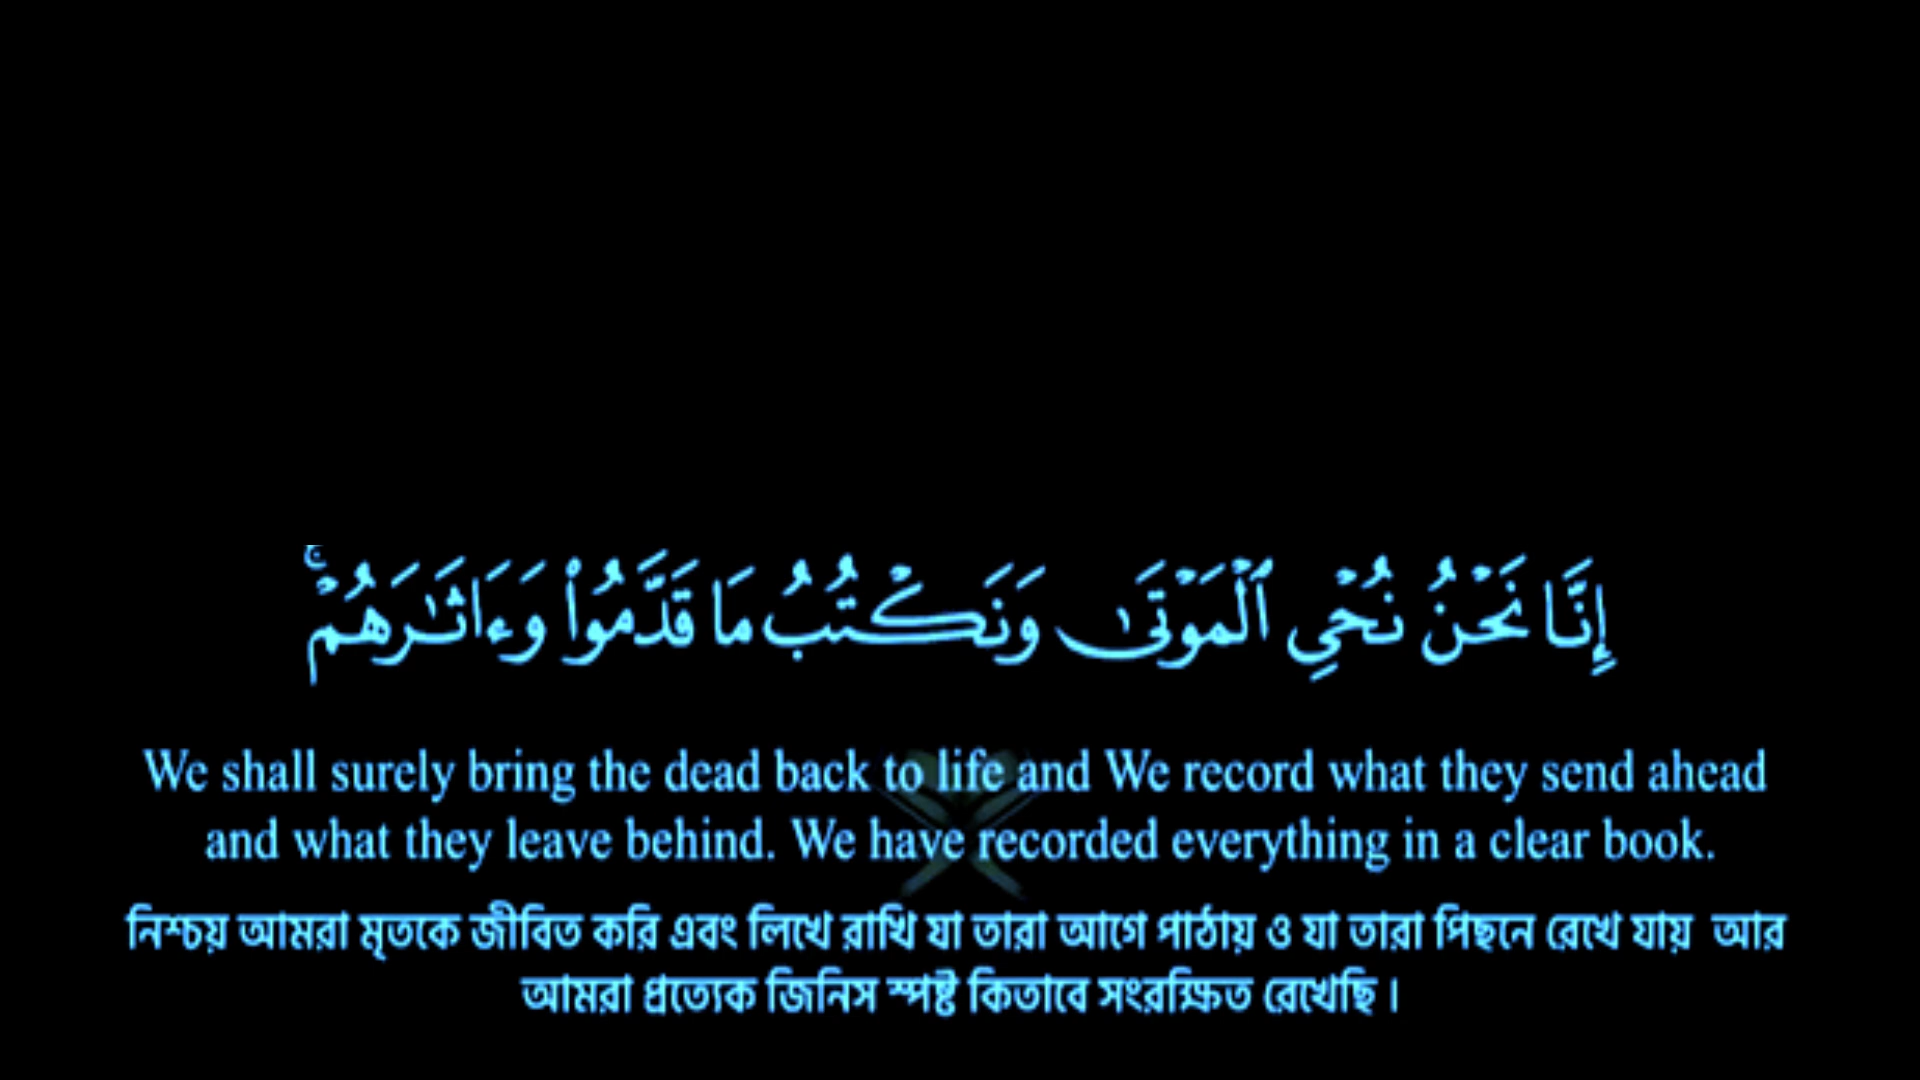 إِنَّا نَحْنُ نُحْىِ ٱلْمَوْتَىٰ وَنَكْتُبُ مَا قَدَّمُوا۟ وَءَاثَـٰرَهُمْ ۚ
We shall surely bring the dead back to life and We record what they send ahead
and what they leave behind. We have recorded everything in a clear book.
নিশ্চয় আমরা মৃতকে জীবিত করি এবং লিখে রাখি যা তারা আগে পাঠায় ও যা তারা পিছনে রেখে যায় আর
আমরা প্রত্যেক জিনিস স্পষ্ট কিতাবে সংরক্ষিত রেখেছি ।